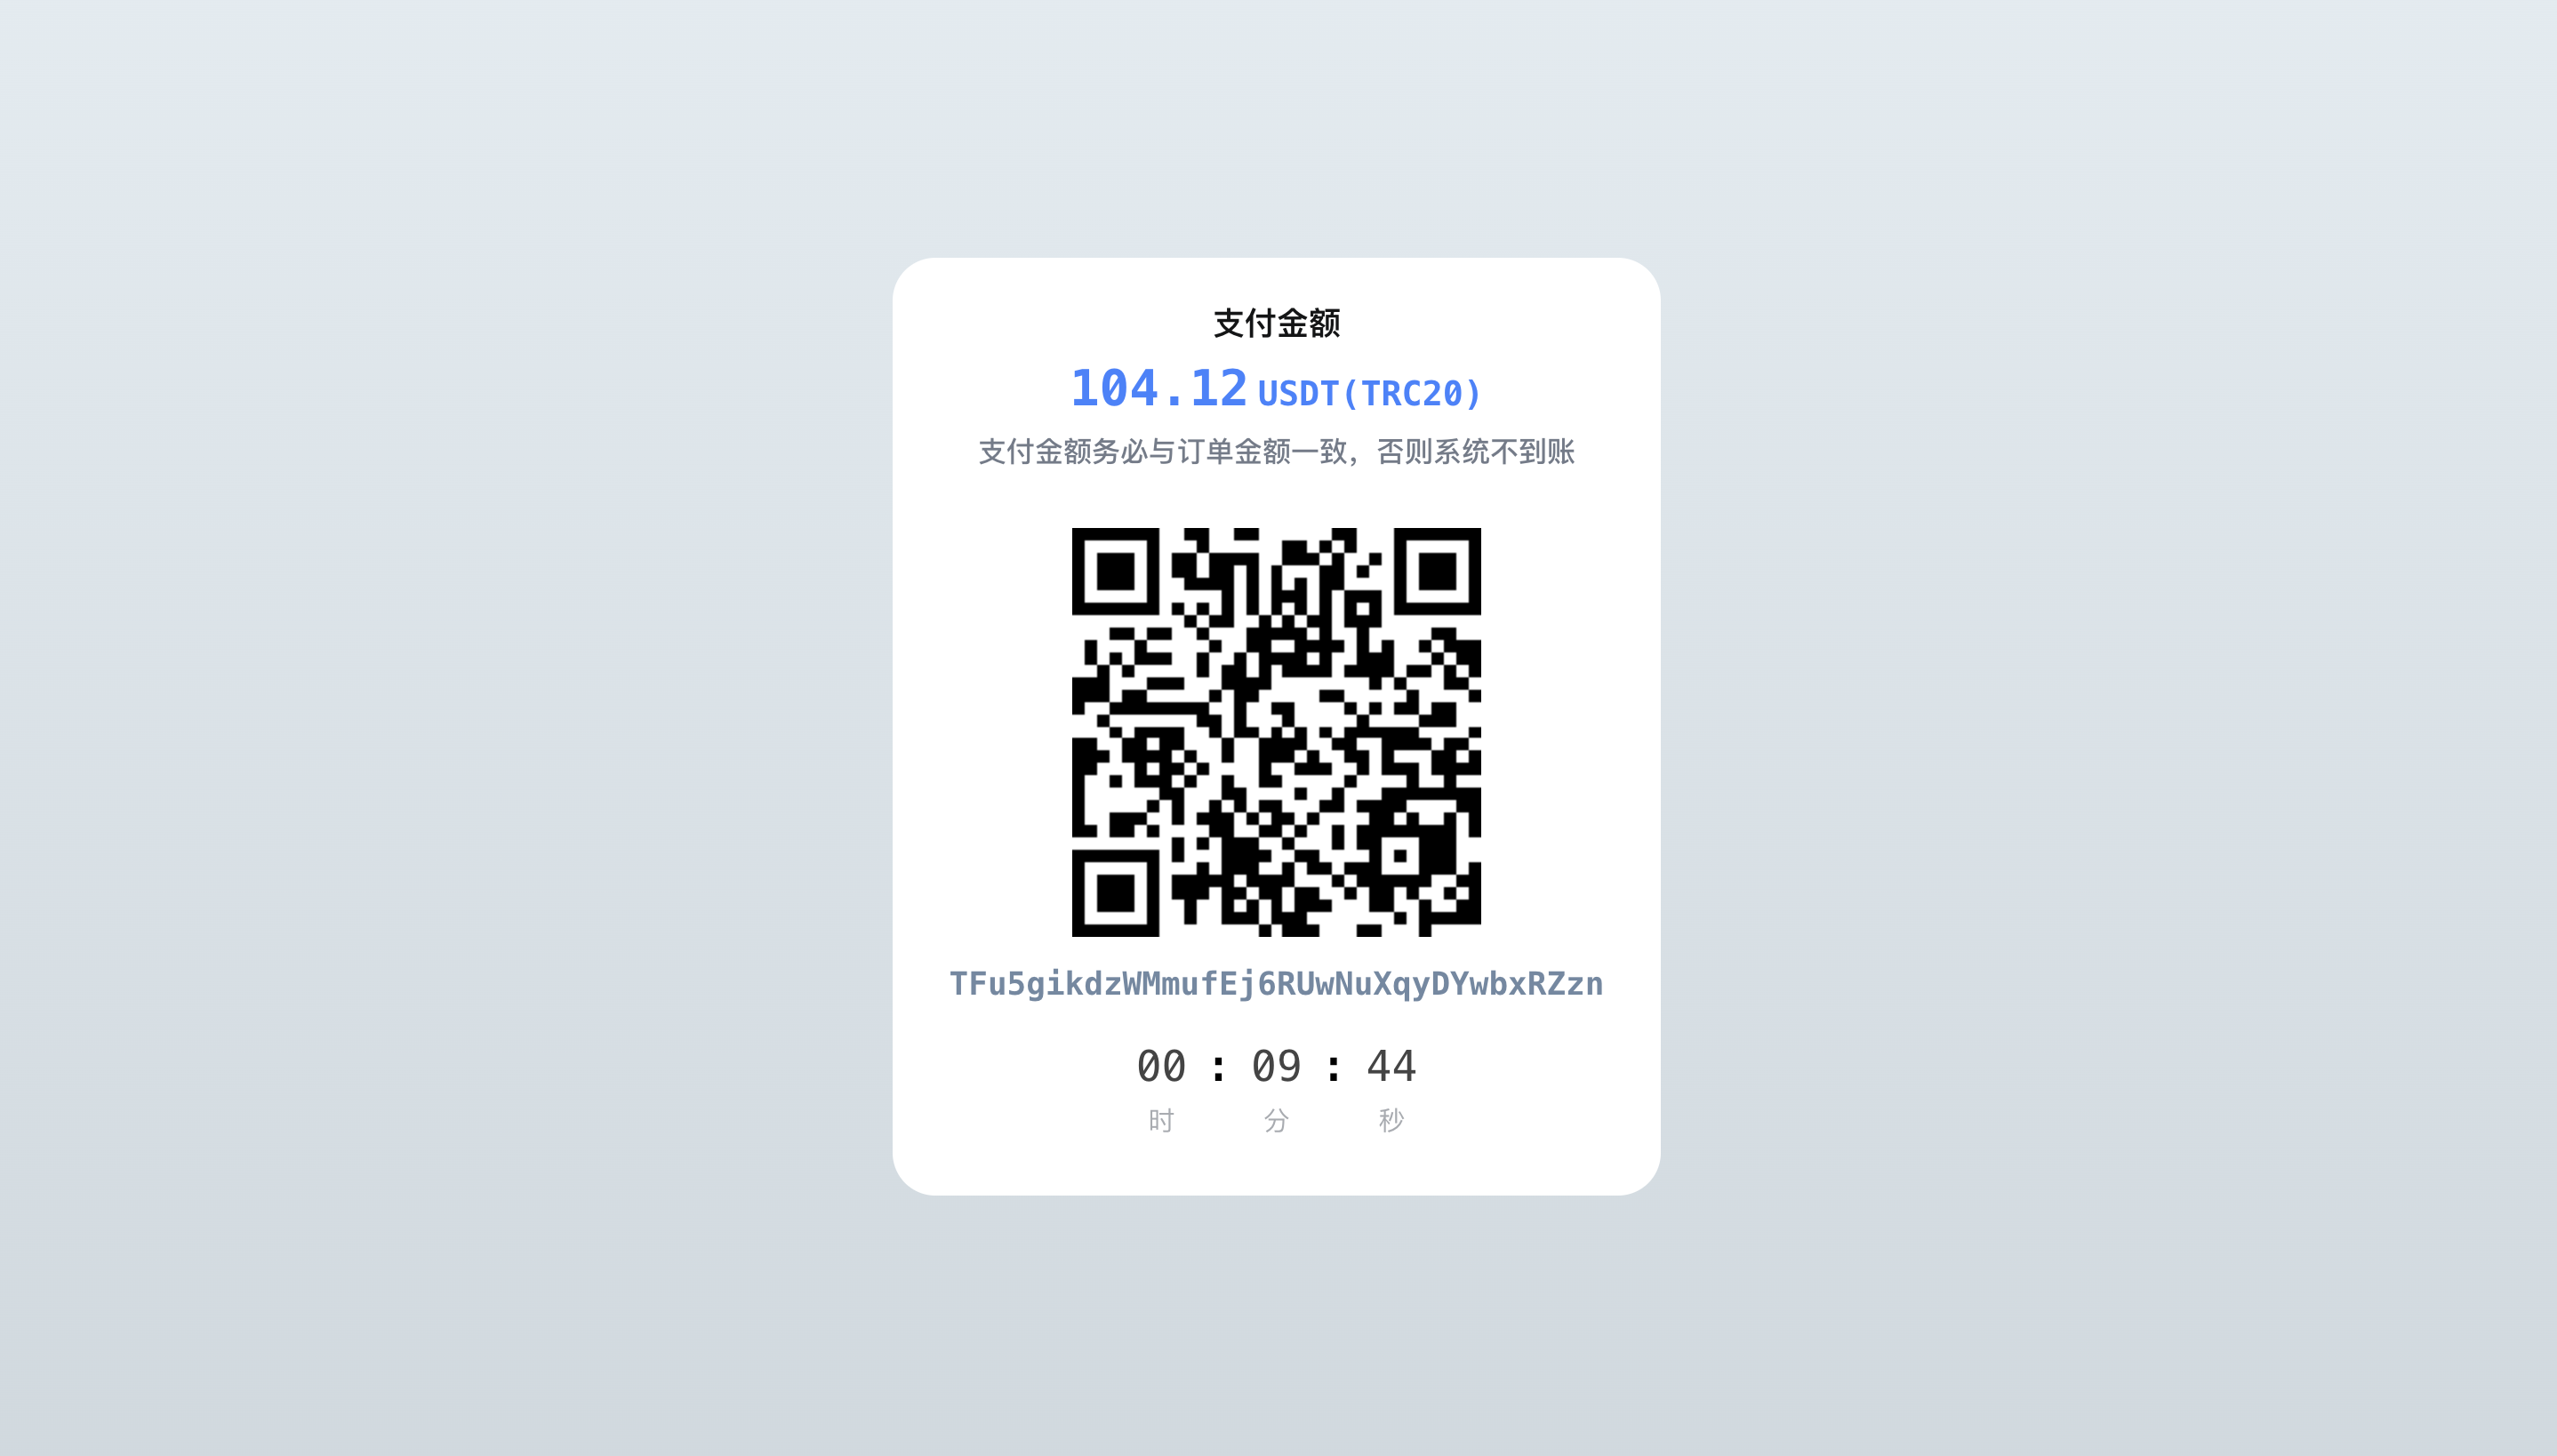 支付金额
104.12 USDT(TRC20)
支付金额务必与订单金额一致，否则系统不到账
TFu5gikdzWMmufEj6RUwNuXqyDYwbxRZzn
00 : 09 : 44
时 分 秒